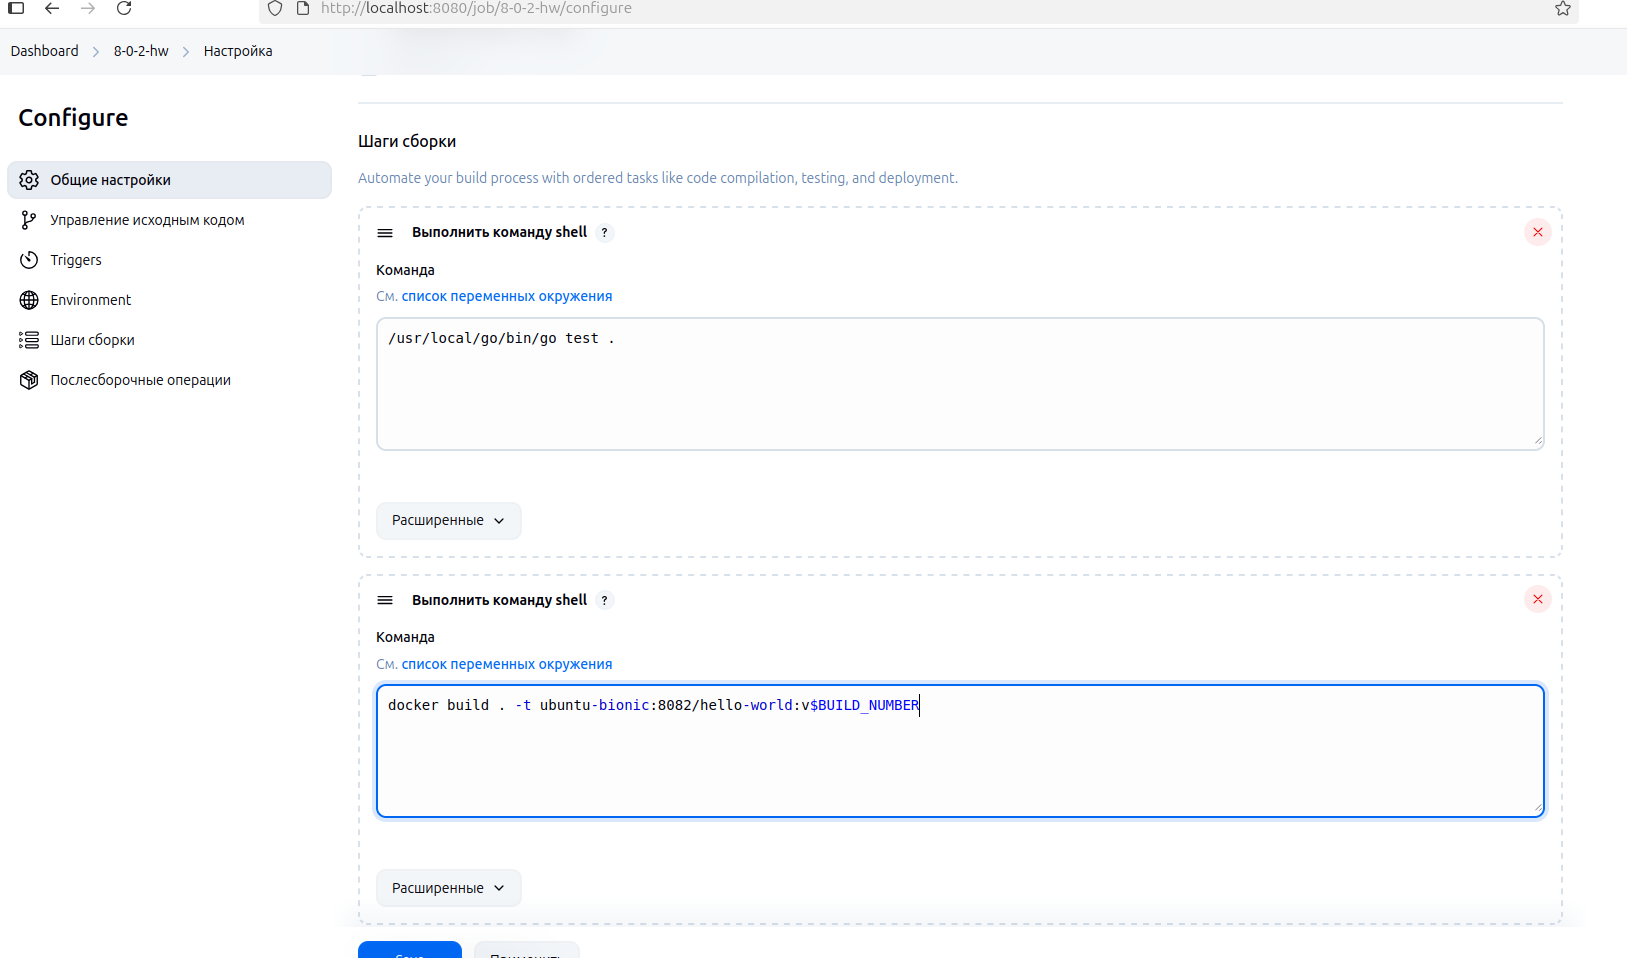 http://localhost:8080/job/8-0-2-hw/configure
Dashboard 8-0-2-hw Настройка
Configure
Общие настройки
Управление исходным кодом
Triggers
Environment
Шаги сборки
Послесборочные операции
Шаги сборки
Automate your build process with ordered tasks like code compilation, testing, and deployment.
Выполнить команду shell ?
Команда
См. список переменных окружения
/usr/local/go/bin/go test .
Расширенные
Выполнить команду shell ?
Команда
См. список переменных окружения
docker build . -t ubuntu-bionic:8082/hello-world:v$BUILD_NUMBER
Расширенные
Save Применить